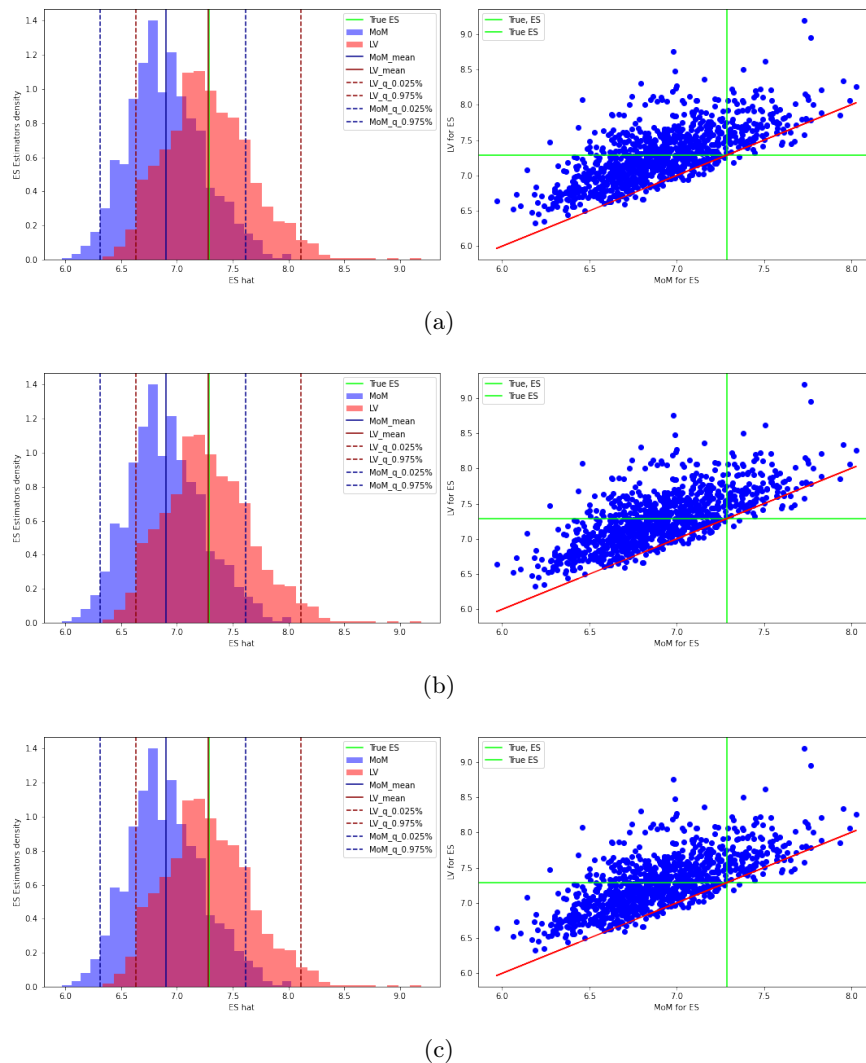 True ES
MoM
LV
MoM_mean
LV_mean
LV_q_0.025%
LV_q_0.975%
MoM_q_0.025%
MoM_q_0.975%
ES Estimators density
1.4
1.2
1.0
0.8
0.6
0.4
0.2
0.0
6.0 6.5 7.0 7.5 8.0 8.5 9.0
ES hat
True, ES
True ES
LV for ES
9.0
8.5
8.0
7.5
7.0
6.5
6.0
6.0 6.5 7.0 7.5 8.0
MoM for ES
(a)
True ES
MoM
LV
MoM_mean
LV_mean
LV_q_0.025%
LV_q_0.975%
MoM_q_0.025%
MoM_q_0.975%
ES Estimators density
1.4
1.2
1.0
0.8
0.6
0.4
0.2
0.0
6.0 6.5 7.0 7.5 8.0 8.5 9.0
ES hat
True, ES
True ES
LV for ES
9.0
8.5
8.0
7.5
7.0
6.5
6.0
6.0 6.5 7.0 7.5 8.0
MoM for ES
(b)
True ES
MoM
LV
MoM_mean
LV_mean
LV_q_0.025%
LV_q_0.975%
MoM_q_0.025%
MoM_q_0.975%
ES Estimators density
1.4
1.2
1.0
0.8
0.6
0.4
0.2
0.0
6.0 6.5 7.0 7.5 8.0 8.5 9.0
ES hat
True, ES
True ES
LV for ES
9.0
8.5
8.0
7.5
7.0
6.5
6.0
6.0 6.5 7.0 7.5 8.0
MoM for ES
(c)